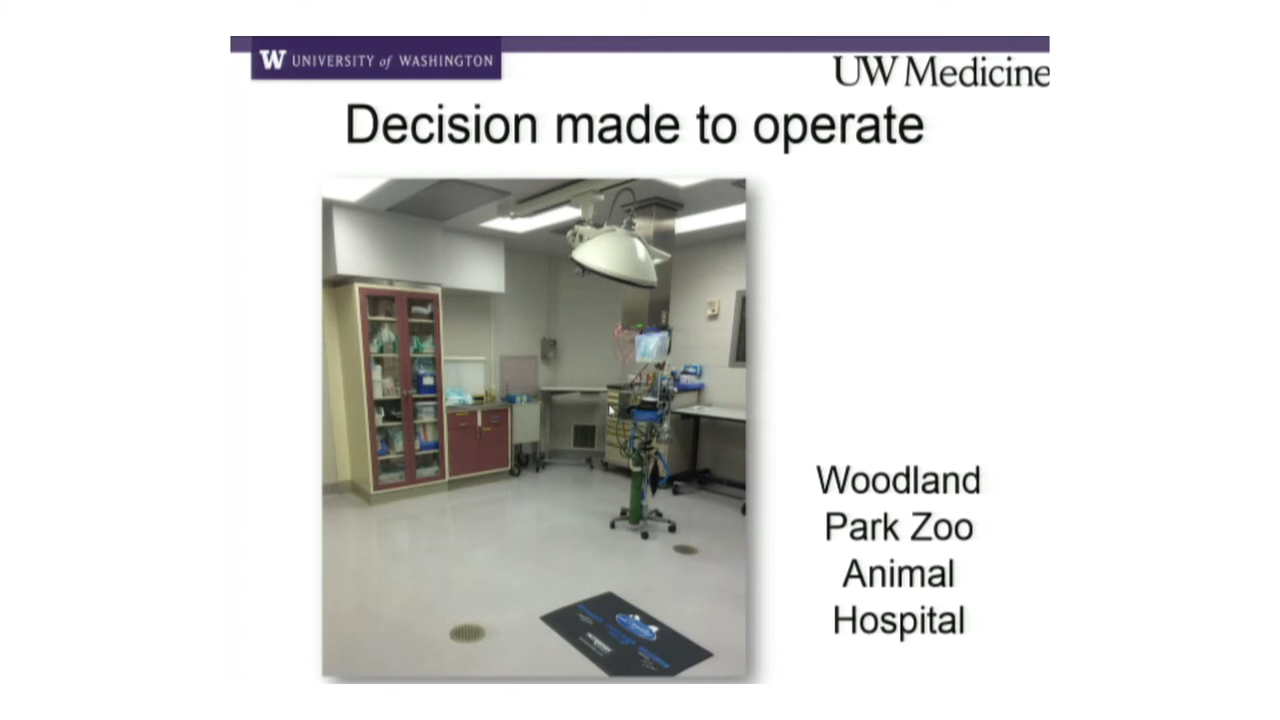 W UNIVERSITY of WASHINGTON
UW Medicine
Decision made to operate
Woodland
Park Zoo
Animal
Hospital